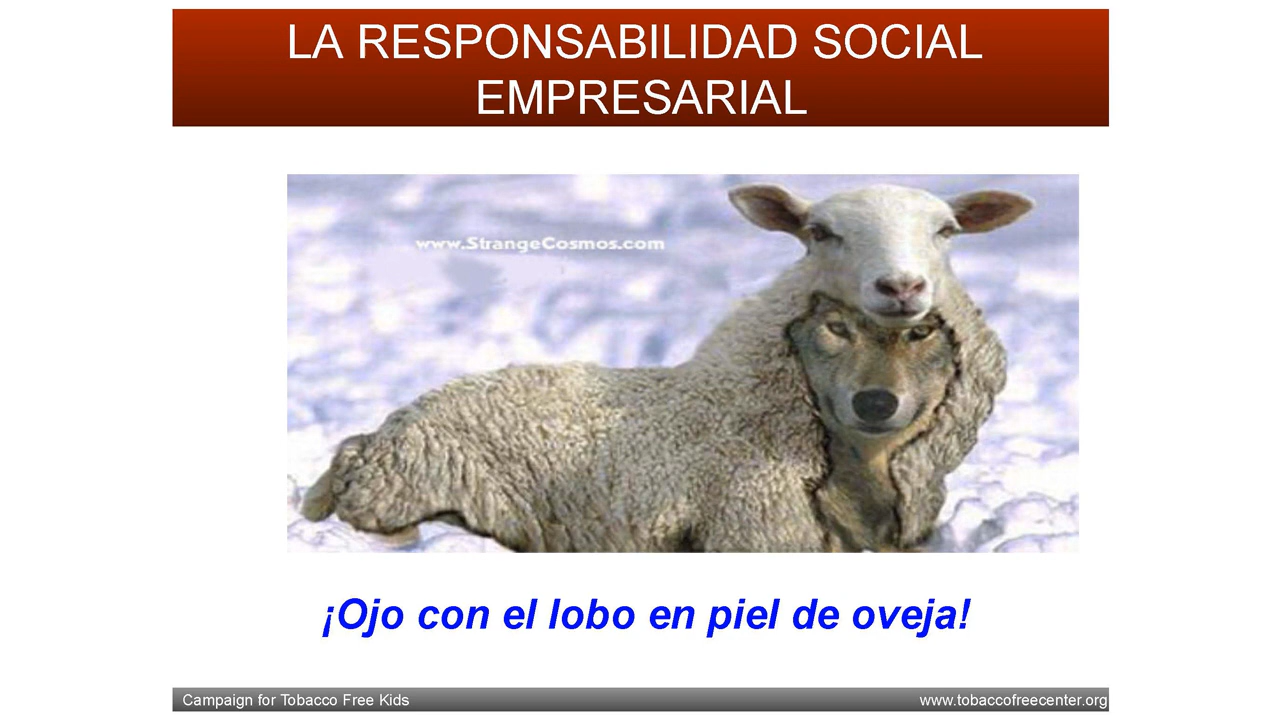 LA RESPONSABILIDAD SOCIAL
EMPRESARIAL
www.StrangeCosmos.com
¡Ojo con el lobo en piel de oveja!
Campaign for Tobacco Free Kids
www.tobaccofreecenter.org